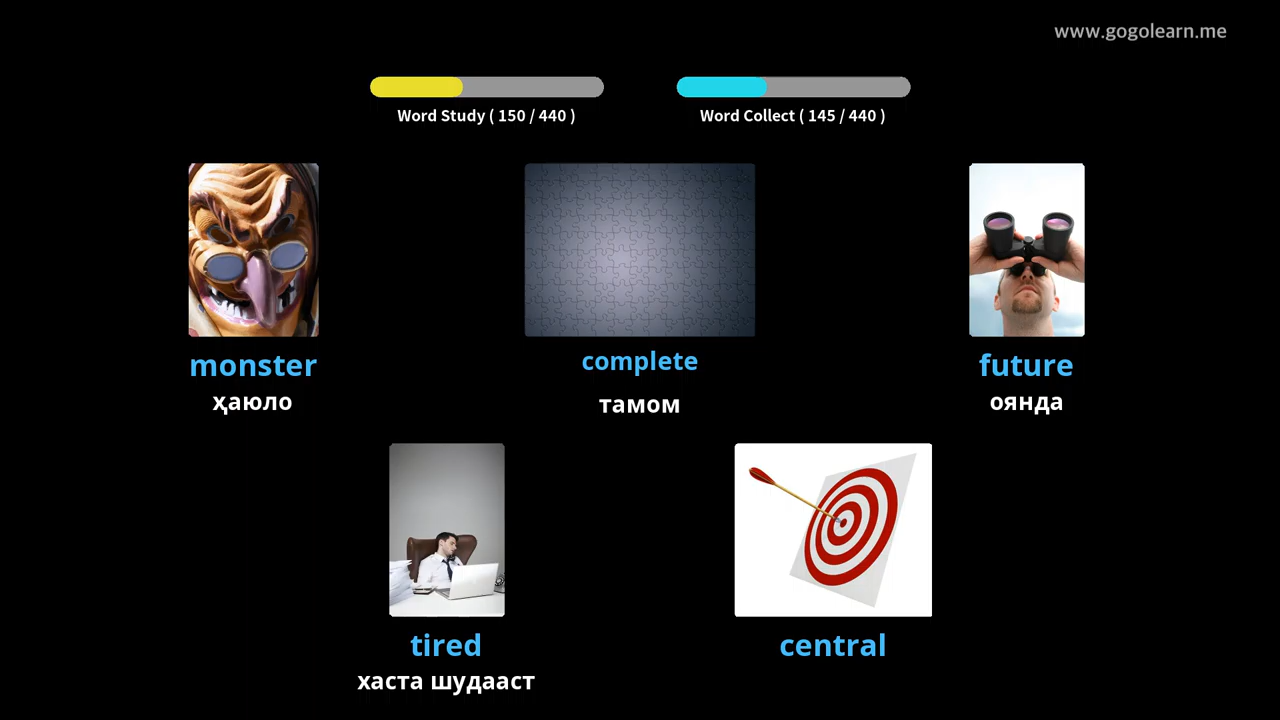 www.gogolearn.me
Word Study ( 150 / 440 )
Word Collect ( 145 / 440 )
monster
ҳаюло
complete
тамом
future
оянда
tired
хаста шудааст
central